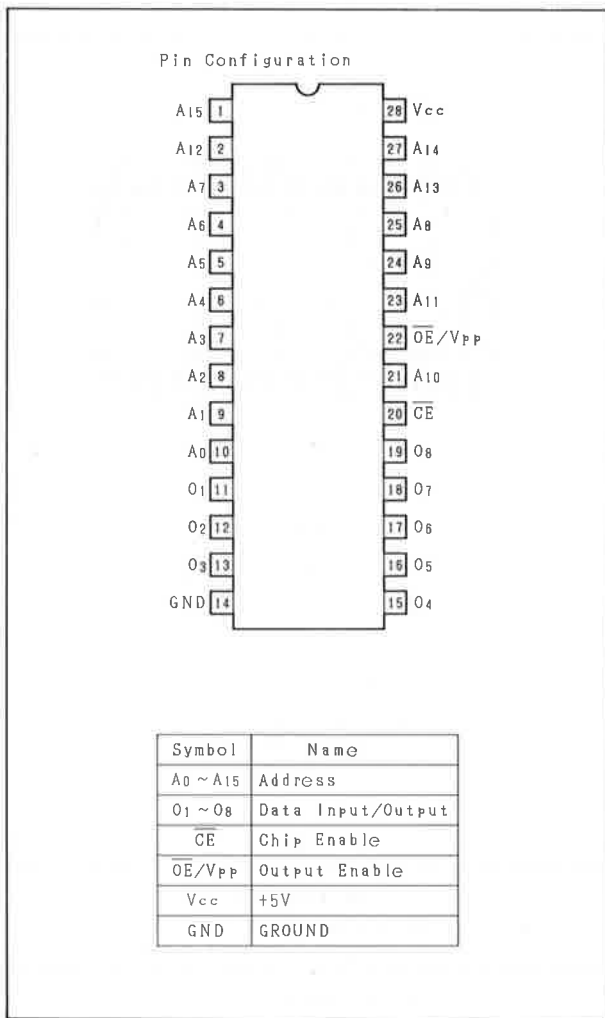 Pin Configuration
A15 1 28 Vcc
A12 2 27 A14
A7 3 26 A13
A6 4 25 A8
A5 5 24 A9
A4 6 23 A11
A3 7 22 O̅E̅/Vpp
A2 8 21 A10
A1 9 20 C̅E̅
A0 10 19 O8
O1 11 18 O7
O2 12 17 O6
O3 13 16 O5
GND 14 15 O4
Symbol Name
A0 ~ A15 Address
O1 ~ O8 Data Input/Output
C̅E̅ Chip Enable
O̅E̅/Vpp Output Enable
Vcc +5V
GND GROUND